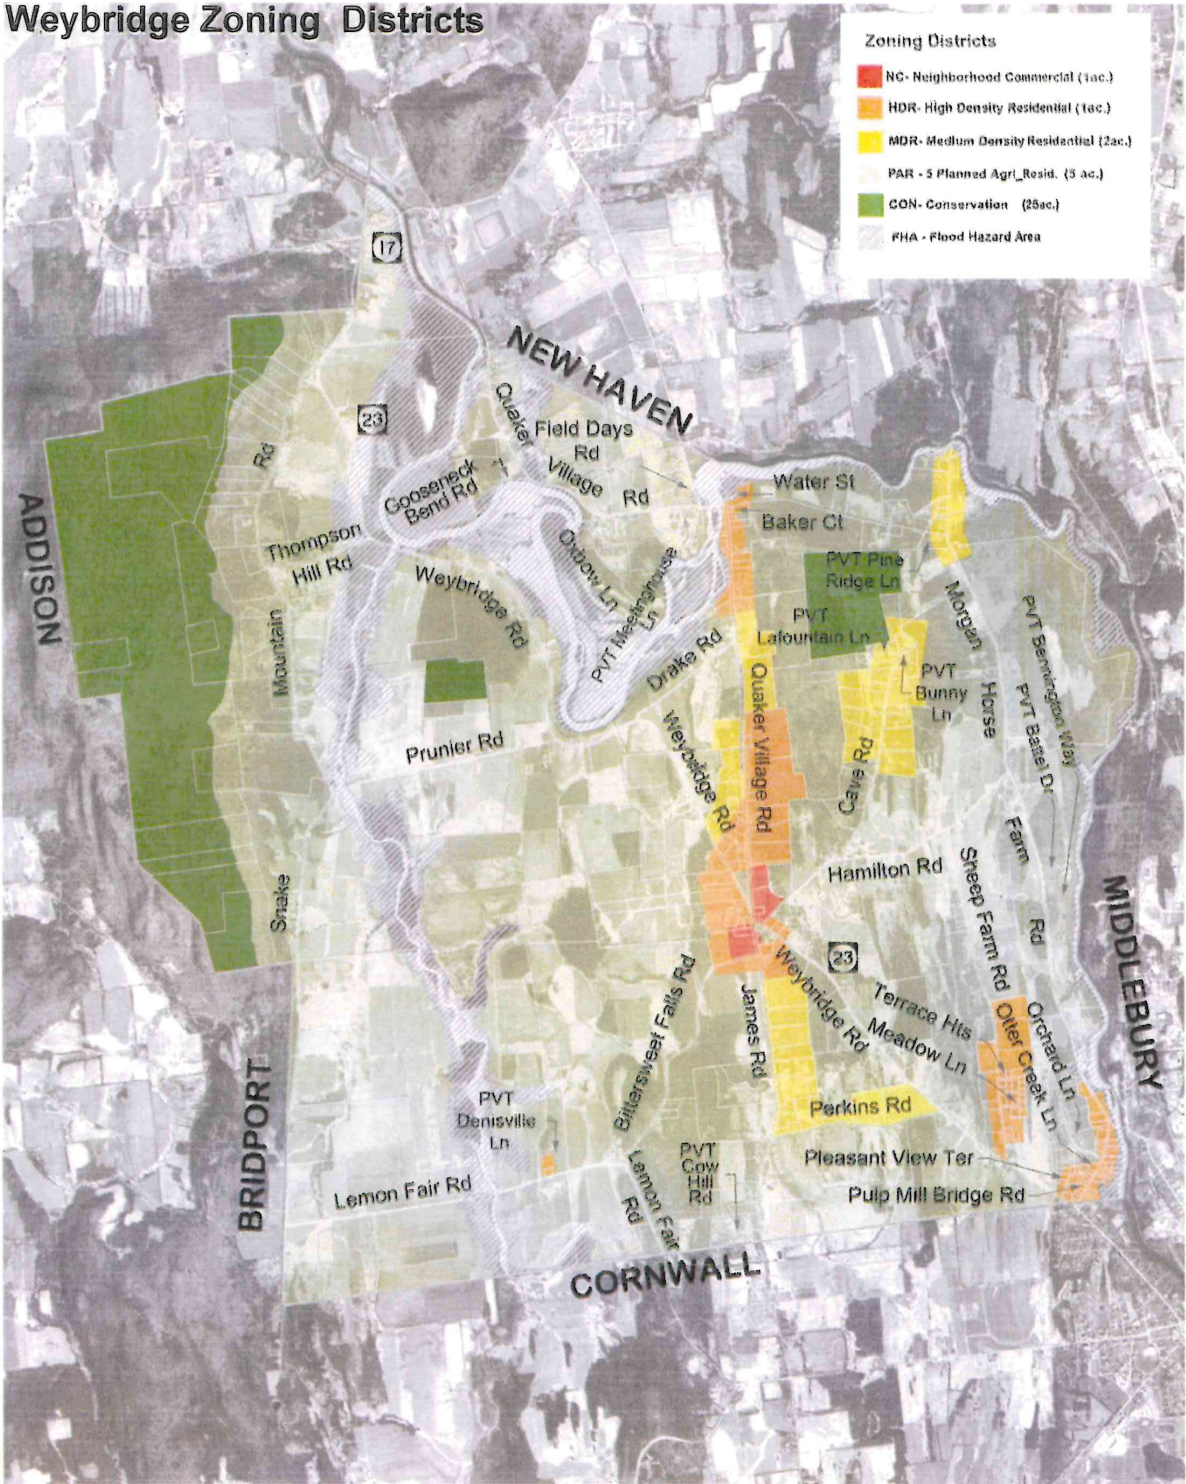 Weybridge Zoning Districts
Zoning Districts
NC- Neighborhood Commercial (1ac.)
HDR- High Density Residential (1ac.)
MDR- Medium Density Residential (2ac.)
PAR - 5 Planned Agri_Resid. (5 ac.)
CON- Conservation (25ac.)
FHA - Flood Hazard Area
17
NEW HAVEN
23
Quaker Village Rd
Field Days
Rd
Rd
Gooseneck
Bend Rd
Water St
Baker Ct
ADDISON
Thompson
Hill Rd
Oxbow Ln
PVT Pine
Ridge Ln
Weybridge Rd
PVT Meetinghouse
Ln
PVT
Lafountain Ln
Morgan Horse Farm Rd
PVT Bennington Way
Mountain
Drake Rd
PVT
Bunny
Ln
PVT Battel Dr
Quaker Village Rd
Weybridge Rd
Prunier Rd
Cave Rd
Hamilton Rd
Snake
Sheep Farm Rd
MIDDLEBURY
23
Weybridge Rd
Bittersweet Falls Rd
James Rd
Terrace Hts
Meadow Ln
Otter Creek Ln
Orchard Ln
BRIDPORT
PVT
Denisville
Ln
Perkins Rd
PVT
Cow
Hill
Rd
Pleasant View Ter
Lemon Fair Rd
Lemon Fair
Rd
Pulp Mill Bridge Rd
CORNWALL